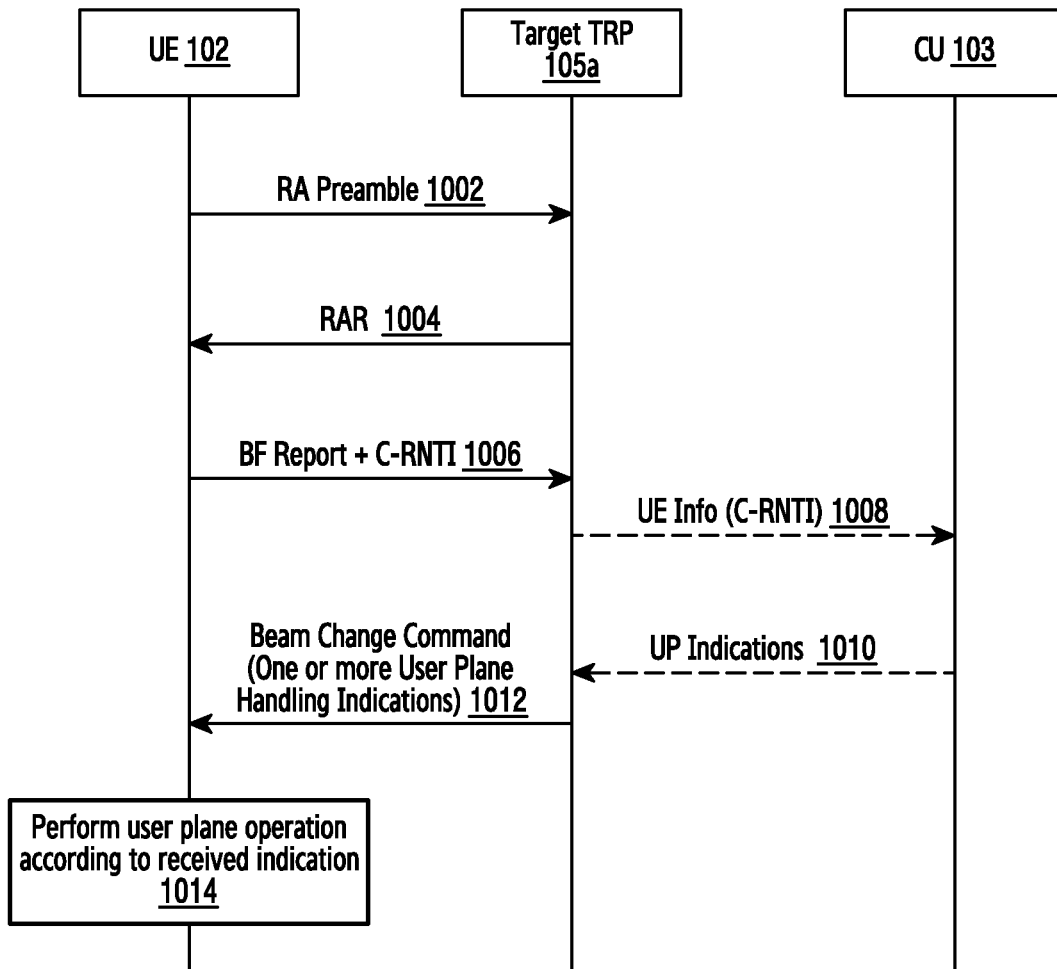 UE 102
Target TRP
105a
CU 103
RA Preamble 1002
RAR 1004
BF Report + C-RNTI 1006
UE Info (C-RNTI) 1008
Beam Change Command
(One or more User Plane
Handling Indications) 1012
UP Indications 1010
Perform user plane operation
according to received indication
1014